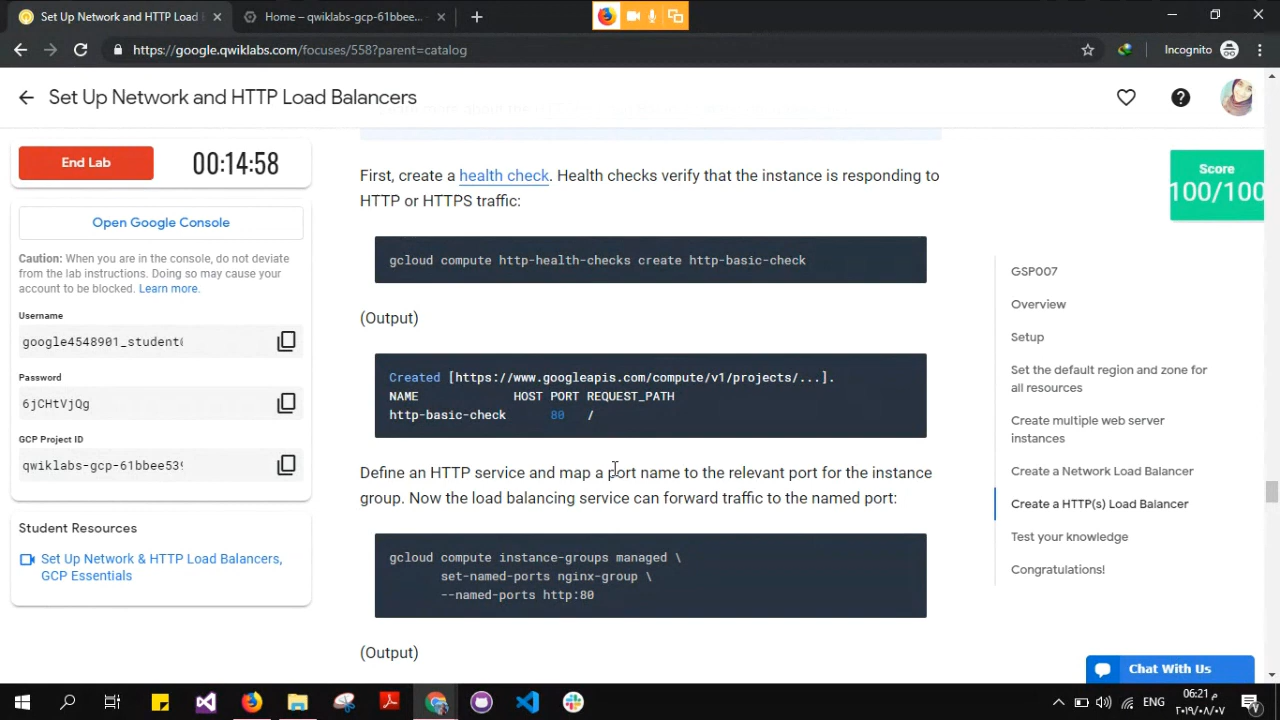 Set Up Network and HTTP Load B
Home – qwiklabs-gcp-61bbee...
https://google.qwiklabs.com/focuses/558?parent=catalog
Incognito
Set Up Network and HTTP Load Balancers
End Lab
00:14:58
Open Google Console
Caution: When you are in the console, do not deviate
from the lab instructions. Doing so may cause your
account to be blocked. Learn more.
Username
google4548901_student
Password
6jCHtVjQg
GCP Project ID
qwiklabs-gcp-61bbee539
Student Resources
Set Up Network & HTTP Load Balancers,
GCP Essentials
First, create a health check. Health checks verify that the instance is responding to
HTTP or HTTPS traffic:
gcloud compute http-health-checks create http-basic-check
(Output)
Created [https://www.googleapis.com/compute/v1/projects/...].
NAME HOST PORT REQUEST_PATH
http-basic-check 80 /
Define an HTTP service and map a port name to the relevant port for the instance
group. Now the load balancing service can forward traffic to the named port:
gcloud compute instance-groups managed \
set-named-ports nginx-group \
--named-ports http:80
(Output)
Score
100/100
GSP007
Overview
Setup
Set the default region and zone for
all resources
Create multiple web server
instances
Create a Network Load Balancer
Create a HTTP(s) Load Balancer
Test your knowledge
Congratulations!
Chat With Us
ENG
06:21 م
٢٠١٩/٠٨/٠٧